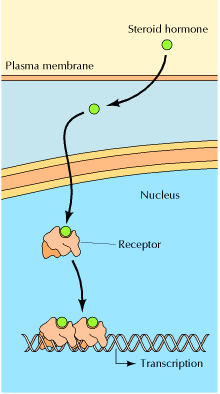 Steroid hormone
Plasma membrane
Nucleus
Receptor
Transcription